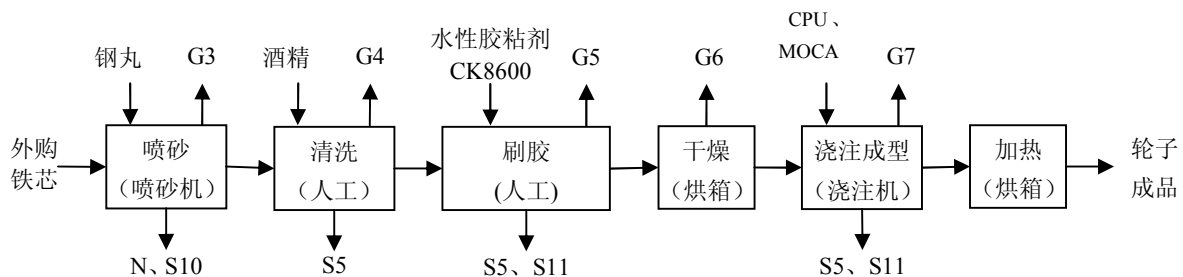 钢丸
G3
酒精
G4
水性胶粘剂
CK8600
G5
G6
CPU、
MOCA
G7
外购
铁芯
喷砂
（喷砂机）
清洗
（人工）
刷胶
(人工)
干燥
（烘箱）
浇注成型
（浇注机）
加热
（烘箱）
轮子
成品
N、S10
S5
S5、S11
S5、S11